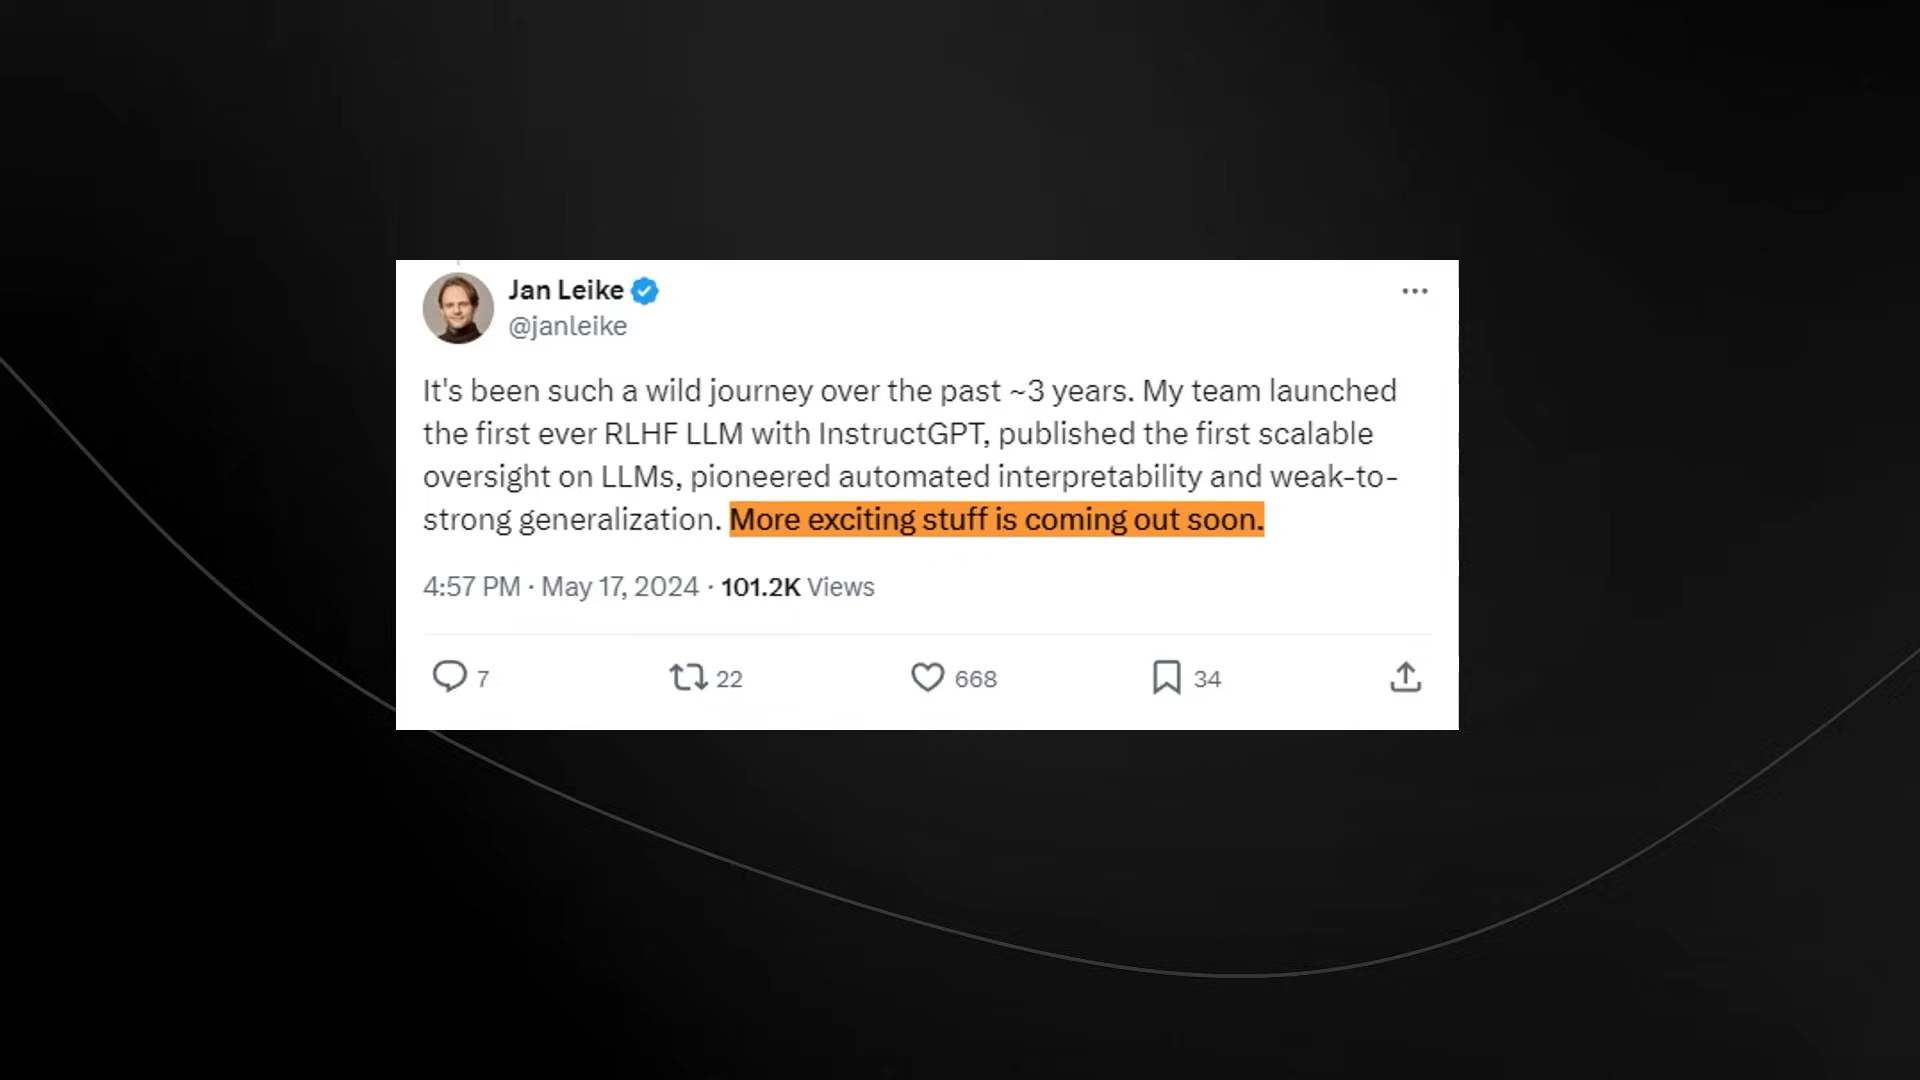 Jan Leike
@janleike
It's been such a wild journey over the past ~3 years. My team launched
the first ever RLHF LLM with InstructGPT, published the first scalable
oversight on LLMs, pioneered automated interpretability and weak-to-
strong generalization. More exciting stuff is coming out soon.
4:57 PM · May 17, 2024 · 101.2K Views
7 22 668 34